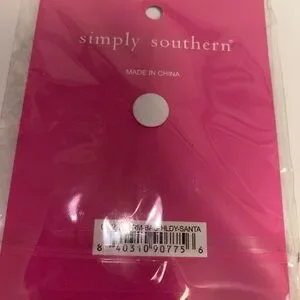 simply southern®
MADE IN CHINA
HLDY-SANTA
8 40310 90775 6